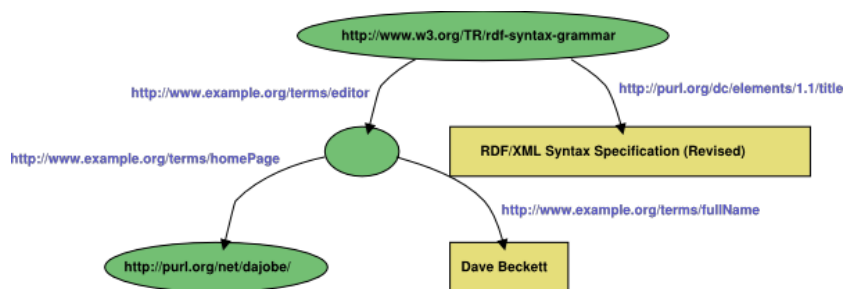 http://www.w3.org/TR/rdf-syntax-grammar
http://www.example.org/terms/editor
http://purl.org/dc/elements/1.1/title
http://www.example.org/terms/homePage
RDF/XML Syntax Specification (Revised)
http://www.example.org/terms/fullName
http://purl.org/net/dajobe/
Dave Beckett